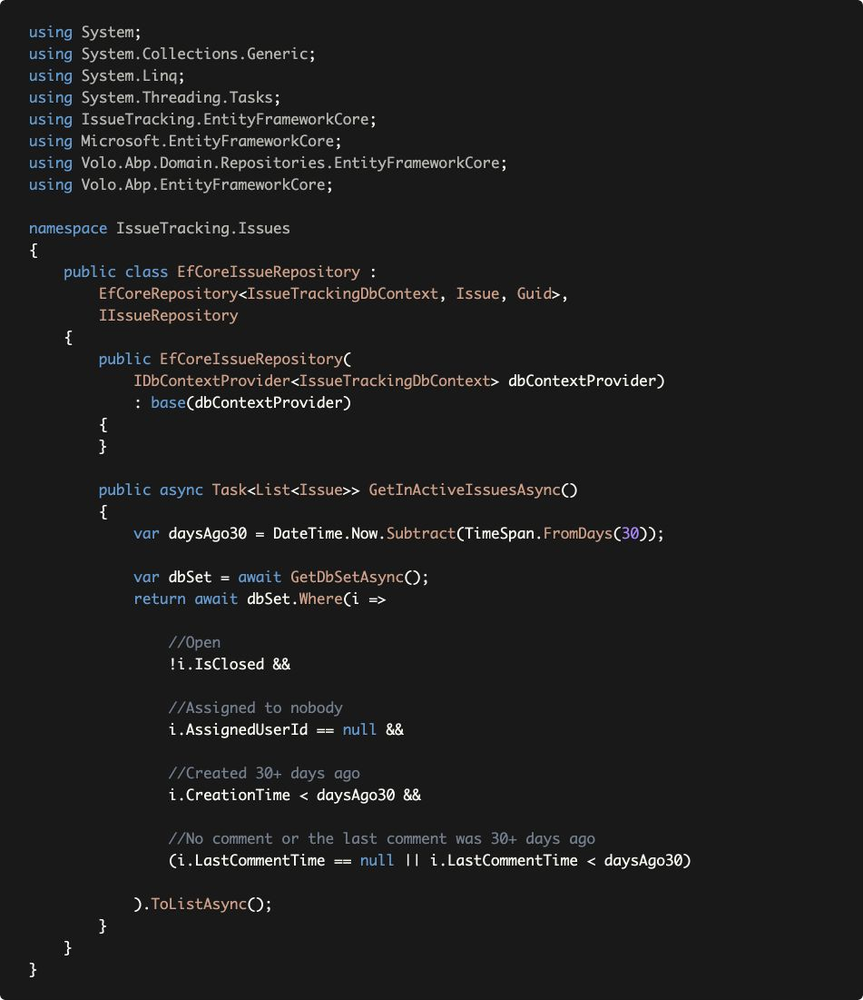 using System;
using System.Collections.Generic;
using System.Linq;
using System.Threading.Tasks;
using IssueTracking.EntityFrameworkCore;
using Microsoft.EntityFrameworkCore;
using Volo.Abp.Domain.Repositories.EntityFrameworkCore;
using Volo.Abp.EntityFrameworkCore;

namespace IssueTracking.Issues
{
    public class EfCoreIssueRepository :
        EfCoreRepository<IssueTrackingDbContext, Issue, Guid>,
        IIssueRepository
    {
        public EfCoreIssueRepository(
            IDbContextProvider<IssueTrackingDbContext> dbContextProvider)
            : base(dbContextProvider)
        {
        }

        public async Task<List<Issue>> GetInActiveIssuesAsync()
        {
            var daysAgo30 = DateTime.Now.Subtract(TimeSpan.FromDays(30));

            var dbSet = await GetDbSetAsync();
            return await dbSet.Where(i =>

                //Open
                !i.IsClosed &&

                //Assigned to nobody
                i.AssignedUserId == null &&

                //Created 30+ days ago
                i.CreationTime < daysAgo30 &&

                //No comment or the last comment was 30+ days ago
                (i.LastCommentTime == null || i.LastCommentTime < daysAgo30)

            ).ToListAsync();
        }
    }
}